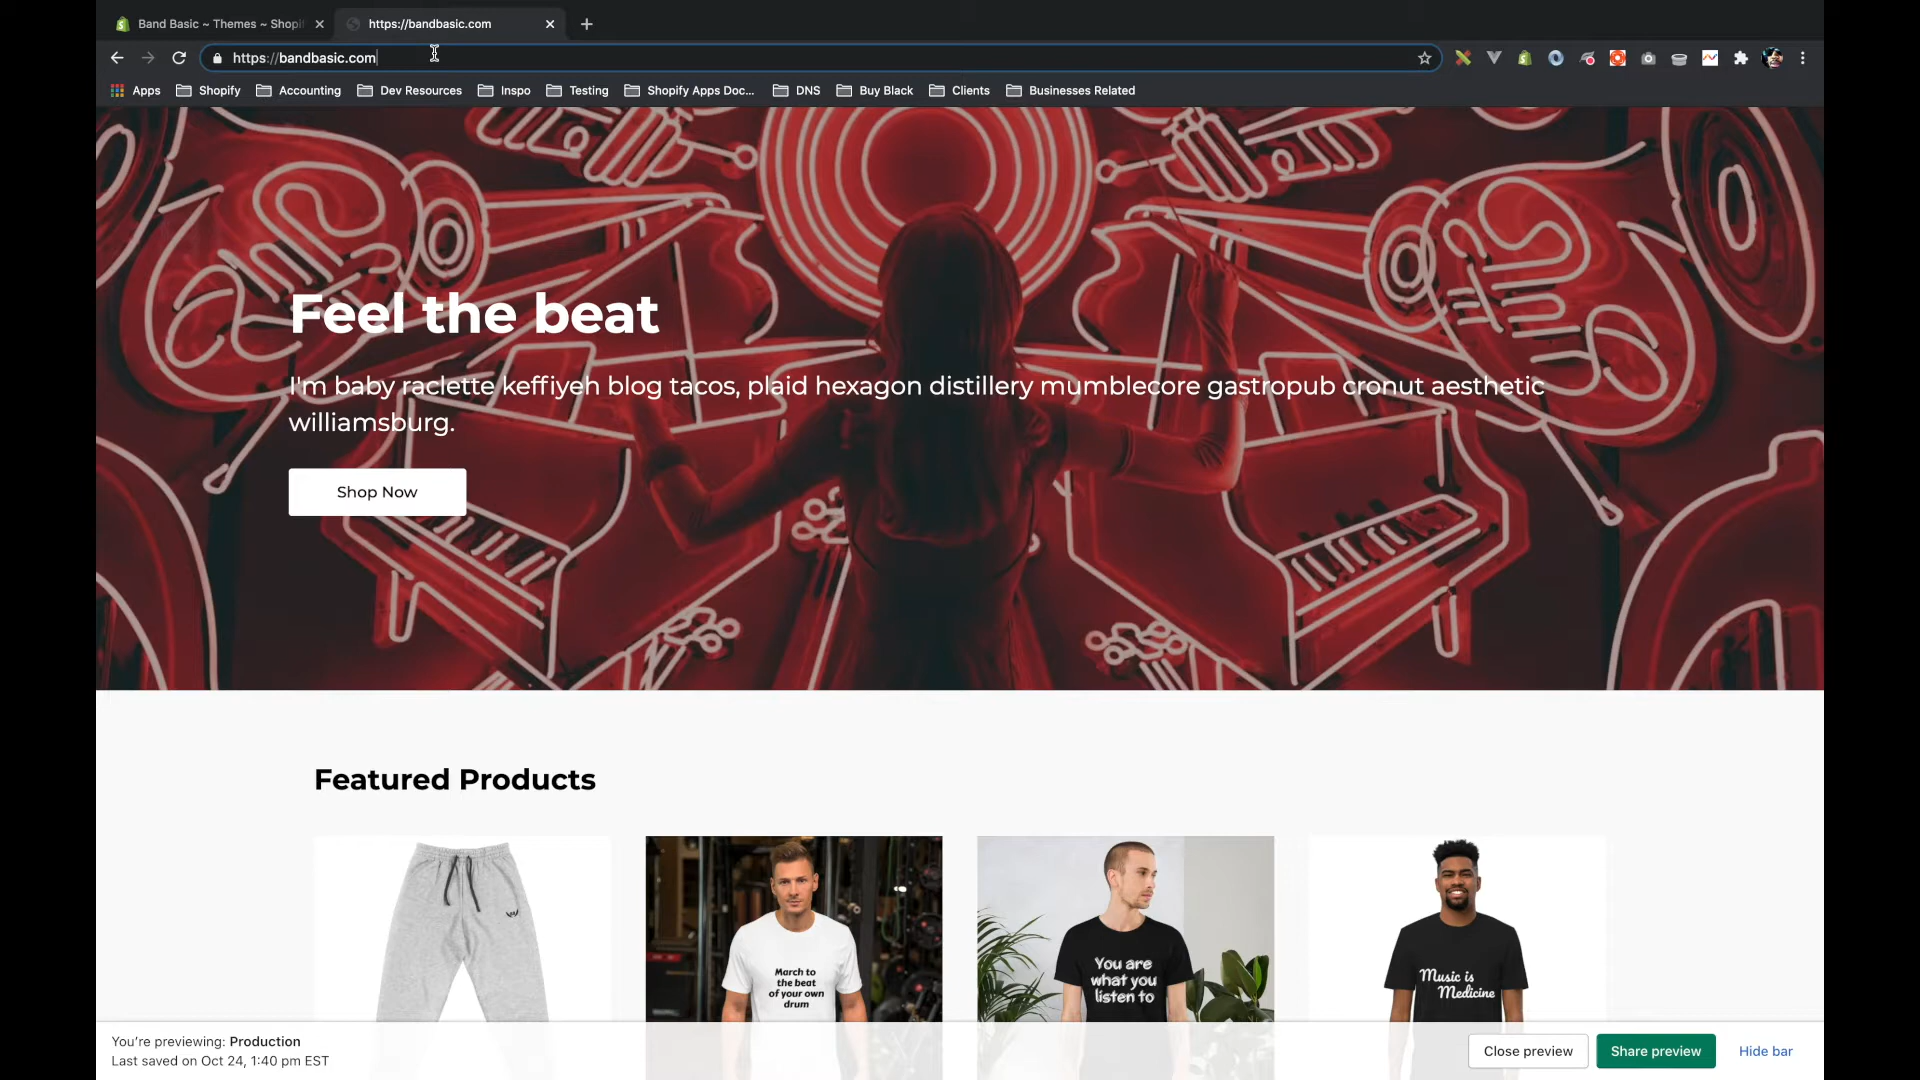 Band Basic ~ Themes ~ Shopi
https://bandbasic.com
https://bandbasic.com
Apps
Shopify
Accounting
Dev Resources
Inspo
Testing
Shopify Apps Doc...
DNS
Buy Black
Clients
Businesses Related
Feel the beat
I'm baby raclette keffiyeh blog tacos, plaid hexagon distillery mumblecore gastropub cronut aesthetic
williamsburg.
Shop Now
Featured Products
March to
the beat
of your own
drum
You are
what you
listen to
Music is
Medicine
You're previewing: Production
Last saved on Oct 24, 1:40 pm EST
Close preview
Share preview
Hide bar